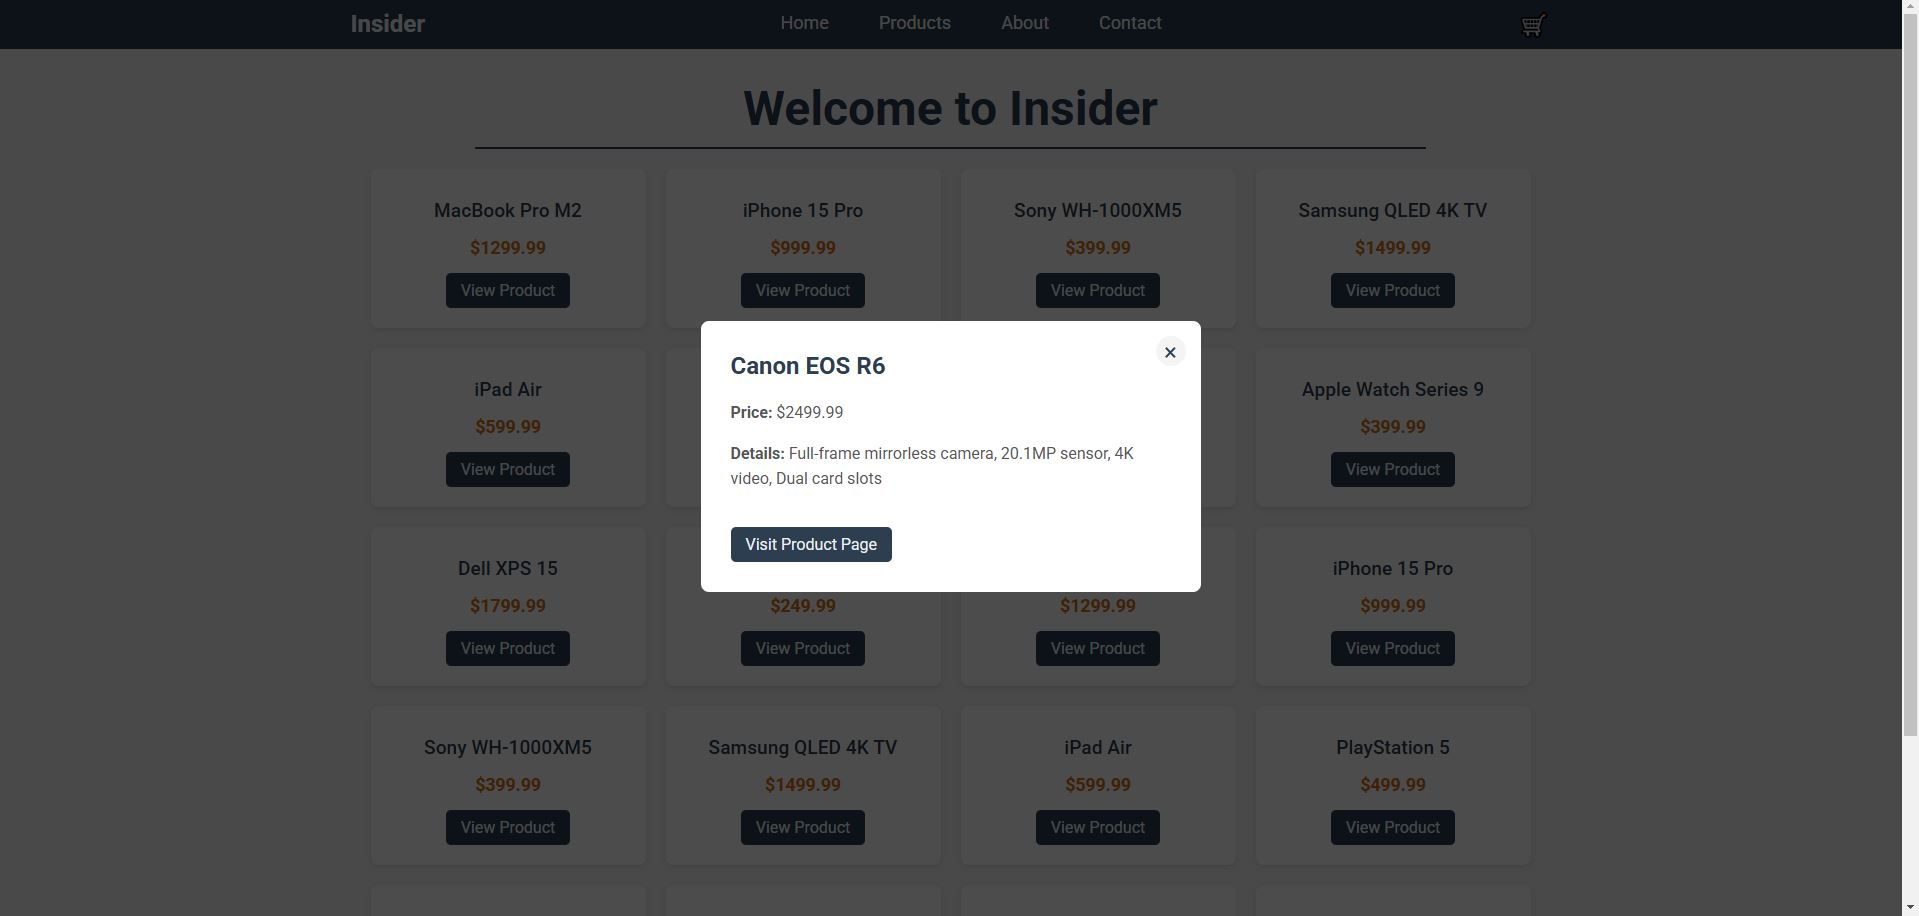 Insider
Home Products About Contact
Welcome to Insider
MacBook Pro M2
$1299.99
View Product
iPhone 15 Pro
$999.99
View Product
Sony WH-1000XM5
$399.99
View Product
Samsung QLED 4K TV
$1499.99
View Product
Canon EOS R6
×
Price: $2499.99
Details: Full-frame mirrorless camera, 20.1MP sensor, 4K
video, Dual card slots
Visit Product Page
iPad Air
$599.99
View Product
Apple Watch Series 9
$399.99
View Product
Dell XPS 15
$1799.99
View Product
$249.99
View Product
$1299.99
View Product
iPhone 15 Pro
$999.99
View Product
Sony WH-1000XM5
$399.99
View Product
Samsung QLED 4K TV
$1499.99
View Product
iPad Air
$599.99
View Product
PlayStation 5
$499.99
View Product